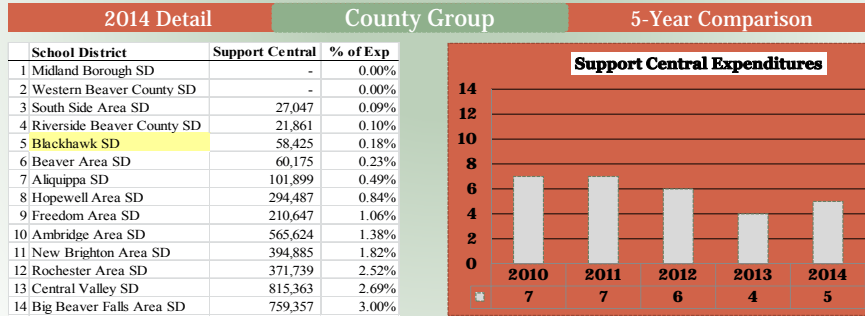 2014 Detail County Group 5-Year Comparison
School District Support Central % of Exp
1 Midland Borough SD - 0.00%
2 Western Beaver County SD - 0.00%
3 South Side Area SD 27,047 0.09%
4 Riverside Beaver County SD 21,861 0.10%
5 Blackhawk SD 58,425 0.18%
6 Beaver Area SD 60,175 0.23%
7 Aliquippa SD 101,899 0.49%
8 Hopewell Area SD 294,487 0.84%
9 Freedom Area SD 210,647 1.06%
10 Ambridge Area SD 565,624 1.38%
11 New Brighton Area SD 394,885 1.82%
12 Rochester Area SD 371,739 2.52%
13 Central Valley SD 815,363 2.69%
14 Big Beaver Falls Area SD 759,357 3.00%
Support Central Expenditures
14
12
10
8
6
4
2
0
2010 2011 2012 2013 2014
7 7 6 4 5